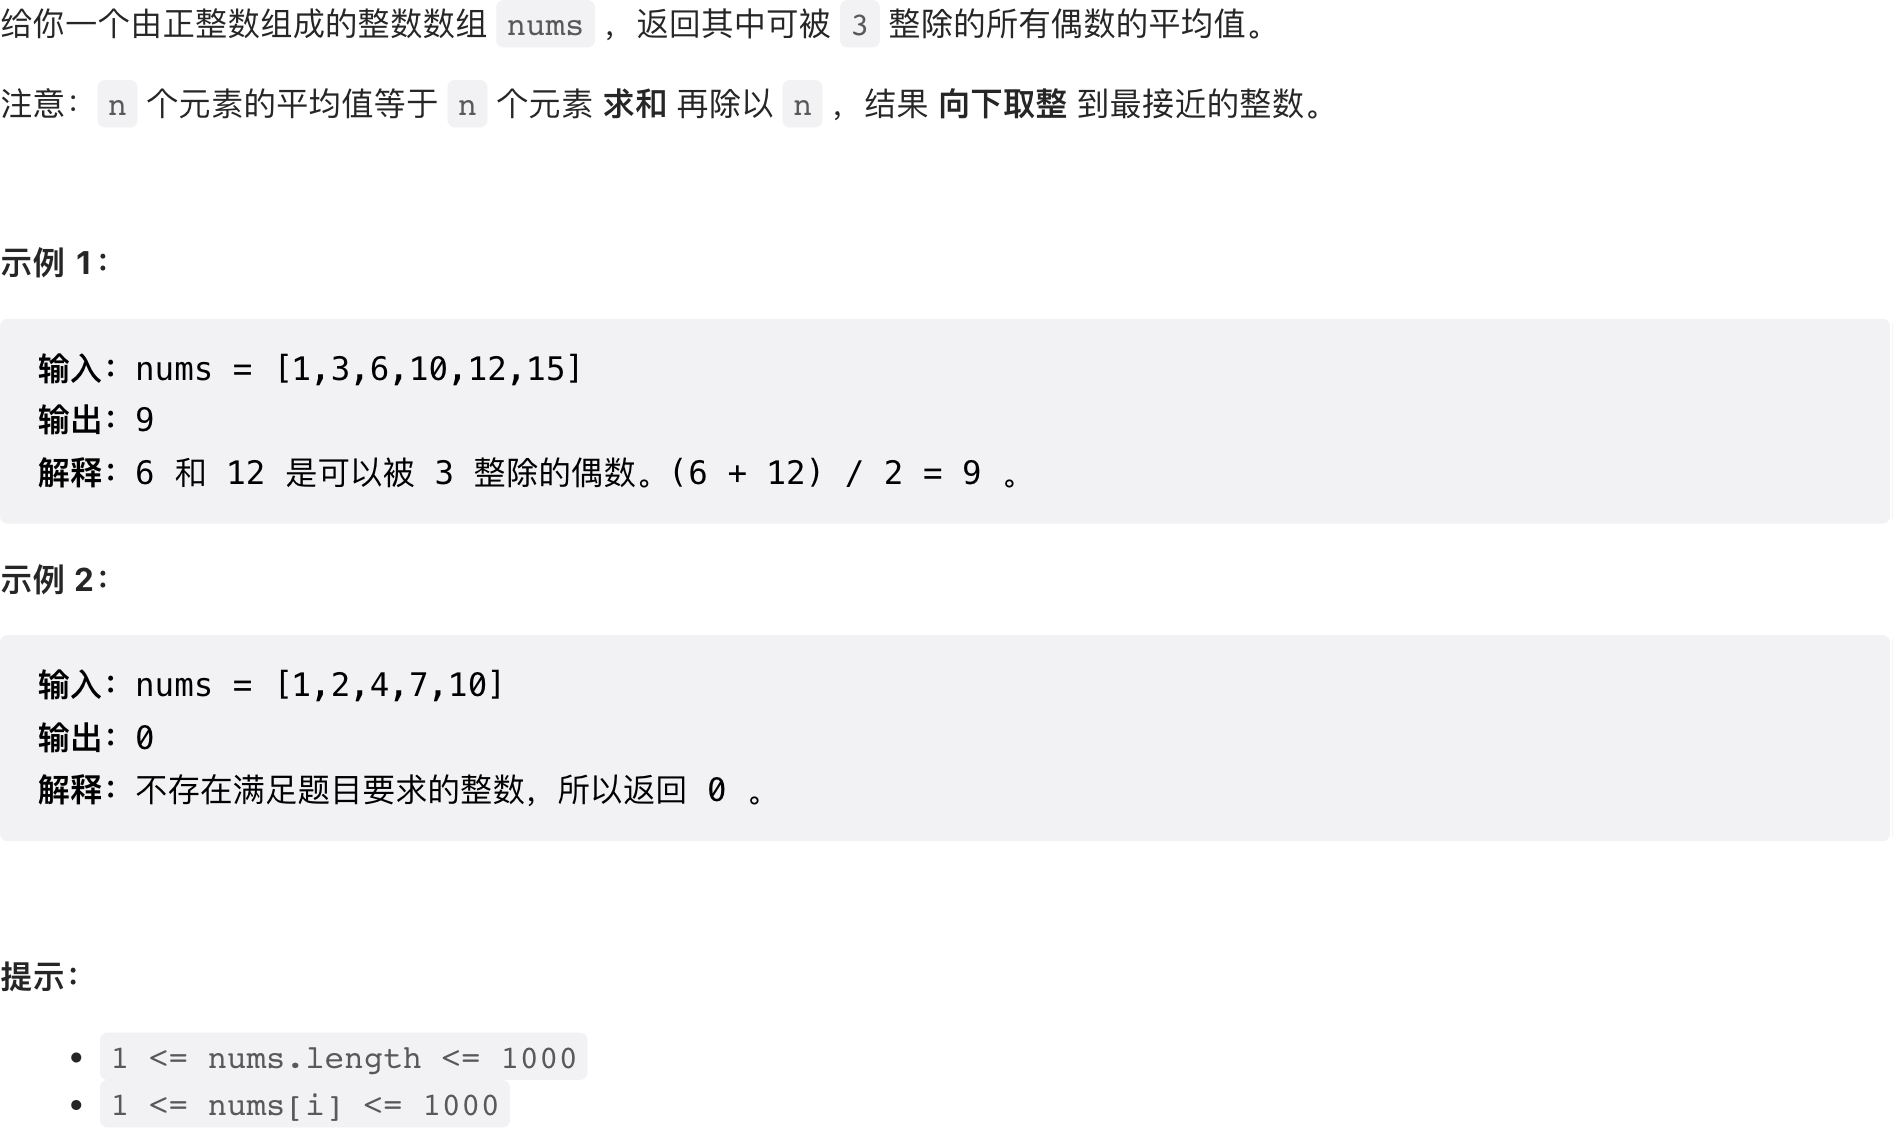 给你一个由正整数组成的整数数组 nums ，返回其中可被 3 整除的所有偶数的平均值。
注意：n 个元素的平均值等于 n 个元素 求和 再除以 n ，结果 向下取整 到最接近的整数。
示例 1：
输入：nums = [1,3,6,10,12,15]
输出：9
解释：6 和 12 是可以被 3 整除的偶数。(6 + 12) / 2 = 9 。
示例 2：
输入：nums = [1,2,4,7,10]
输出：0
解释：不存在满足题目要求的整数，所以返回 0 。
提示：
• 1 <= nums.length <= 1000
• 1 <= nums[i] <= 1000